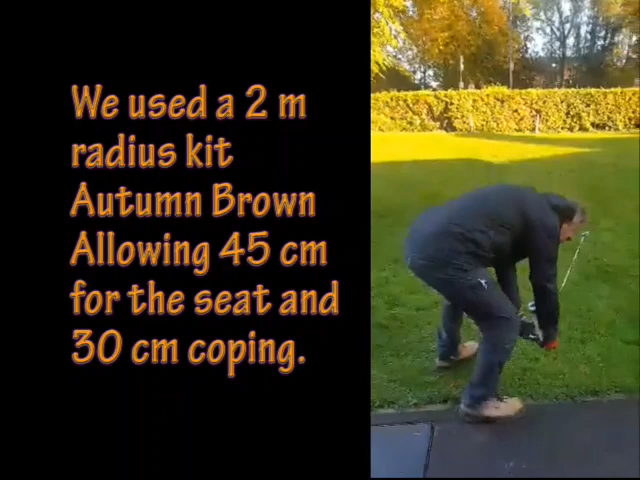 We used a 2 m
radius kit
Autumn Brown
Allowing 45 cm
for the seat and
30 cm coping.